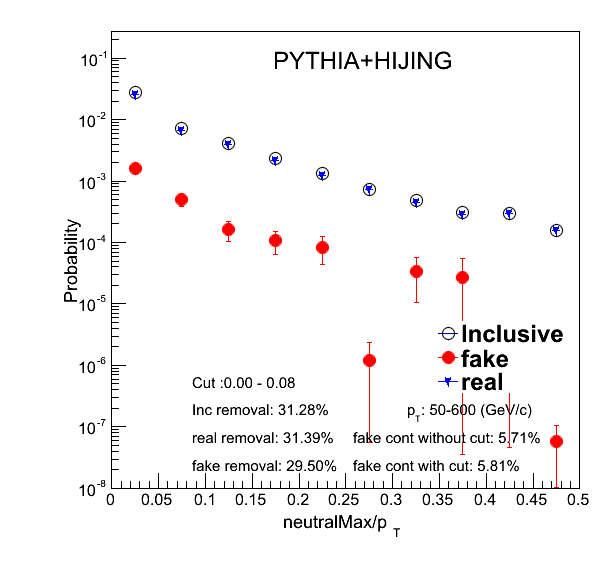 PYTHIA+HIJING
Probability
10^-1
10^-2
10^-3
10^-4
10^-5
10^-6
10^-7
10^-8
Inclusive
fake
real
Cut :0.00 - 0.08
Inc removal: 31.28% p_T: 50-600 (GeV/c)
real removal: 31.39% fake cont without cut: 5.71%
fake removal: 29.50% fake cont with cut: 5.81%
0 0.05 0.1 0.15 0.2 0.25 0.3 0.35 0.4 0.45 0.5
neutralMax/p_T